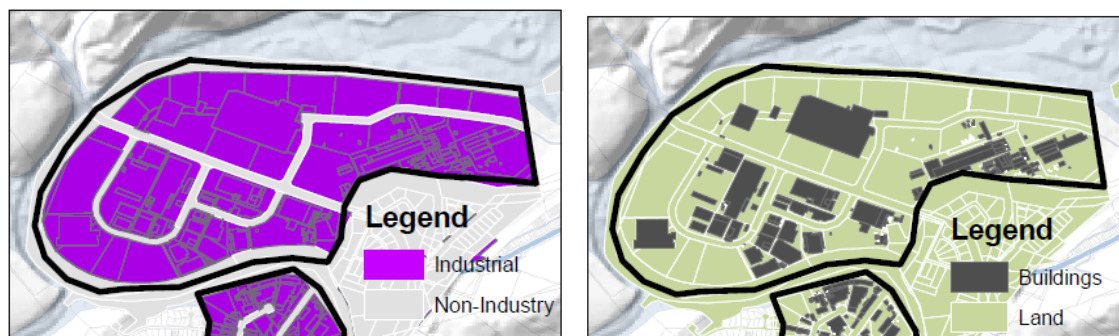 Legend
Industrial
Non-Industry
Legend
Buildings
Land